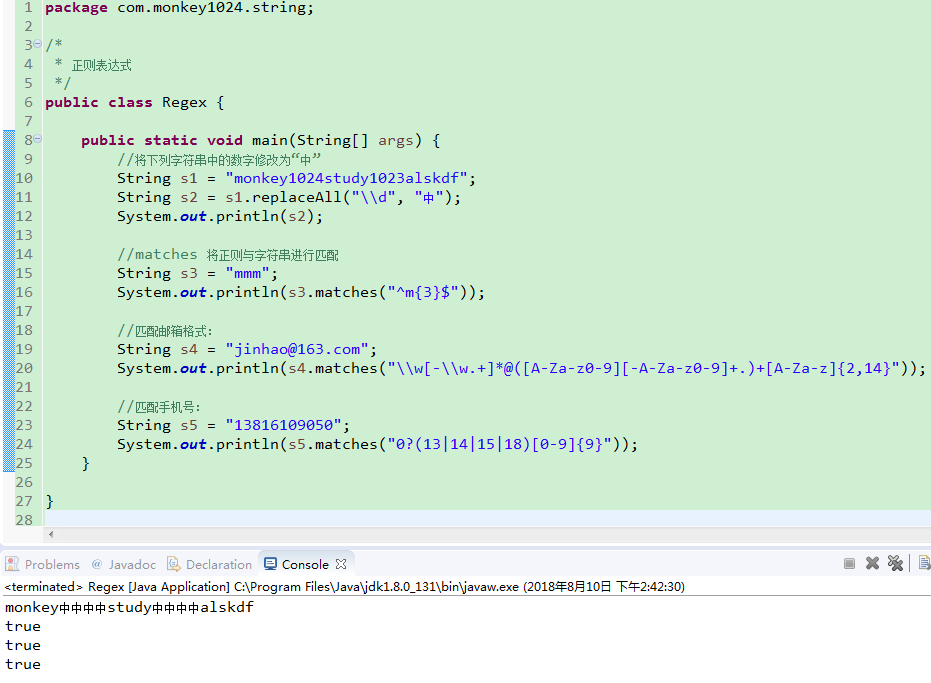 1 package com.monkey1024.string;
2
3 /*
4  * 正则表达式
5  */
6 public class Regex {
7
8     public static void main(String[] args) {
9         //将下列字符串中的数字修改为“中”
10         String s1 = "monkey1024study1023alskdf";
11         String s2 = s1.replaceAll("\\d", "中");
12         System.out.println(s2);
13
14         //matches 将正则与字符串进行匹配
15         String s3 = "mmm";
16         System.out.println(s3.matches("^m{3}$"));
17
18         //匹配邮箱格式:
19         String s4 = "jinhao@163.com";
20         System.out.println(s4.matches("\\w[-\\w.+]*@([A-Za-z0-9][-A-Za-z0-9]+.)+[A-Za-z]{2,14}"));
21
22         //匹配手机号:
23         String s5 = "13816109050";
24         System.out.println(s5.matches("0?(13|14|15|18)[0-9]{9}"));
25     }
26
27 }
28
Problems @ Javadoc Declaration Console
<terminated> Regex [Java Application] C:\Program Files\Java\jdk1.8.0_131\bin\javaw.exe (2018年8月10日 下午2:42:30)
monkey中中中中study中中中中alskdf
true
true
true